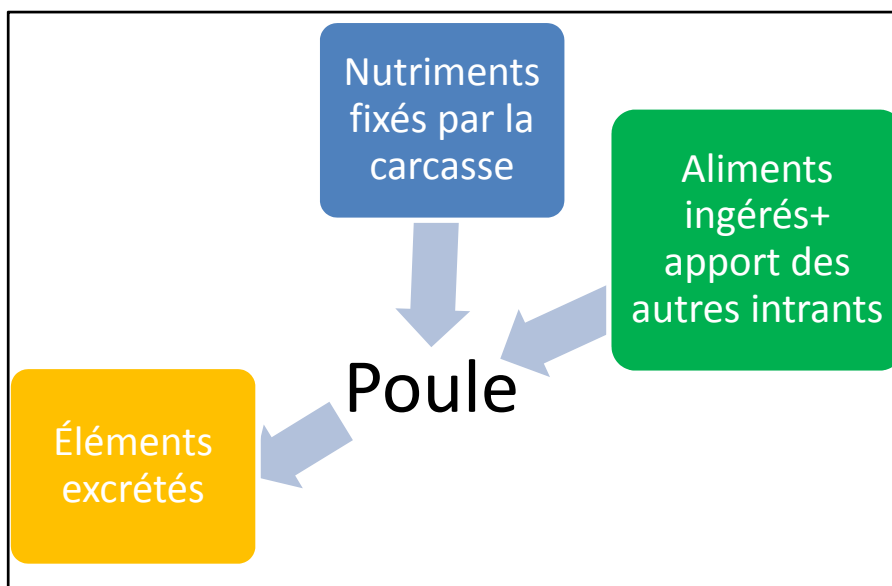 Nutriments
fixés par la
carcasse
Aliments
ingérés+
apport des
autres intrants
Poule
Éléments
excrétés